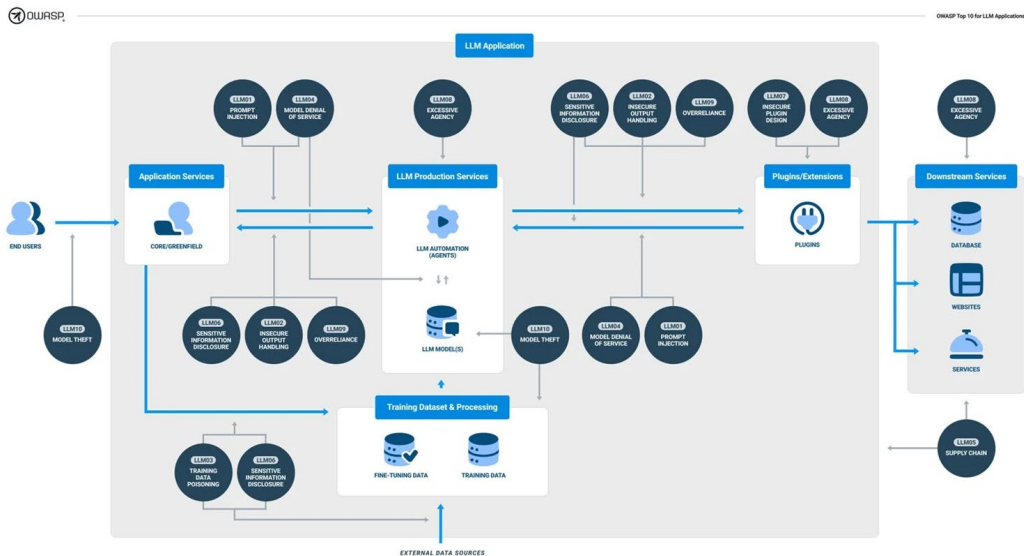 OWASP
OWASP Top 10 for LLM Applications
LLM Application
LLM01
PROMPT
INJECTION
LLM04
MODEL DENIAL
OF SERVICE
LLM08
EXCESSIVE
AGENCY
LLM06
SENSITIVE
INFORMATION
DISCLOSURE
LLM02
INSECURE
OUTPUT
HANDLING
LLM09
OVERRELIANCE
LLM07
INSECURE
PLUGIN
DESIGN
LLM08
EXCESSIVE
AGENCY
LLM08
EXCESSIVE
AGENCY
Application Services
LLM Production Services
Plugins/Extensions
Downstream Services
END USERS
CORE/GREENFIELD
LLM AUTOMATION
(AGENTS)
PLUGINS
DATABASE
WEBSITES
LLM10
MODEL THEFT
LLM06
SENSITIVE
INFORMATION
DISCLOSURE
LLM02
INSECURE
OUTPUT
HANDLING
LLM09
OVERRELIANCE
LLM MODEL(S)
LLM10
MODEL THEFT
LLM04
MODEL DENIAL
OF SERVICE
LLM01
PROMPT
INJECTION
SERVICES
Training Dataset & Processing
FINE-TUNING DATA
TRAINING DATA
LLM03
TRAINING
DATA
POISONING
LLM06
SENSITIVE
INFORMATION
DISCLOSURE
LLM05
SUPPLY CHAIN
EXTERNAL DATA SOURCES